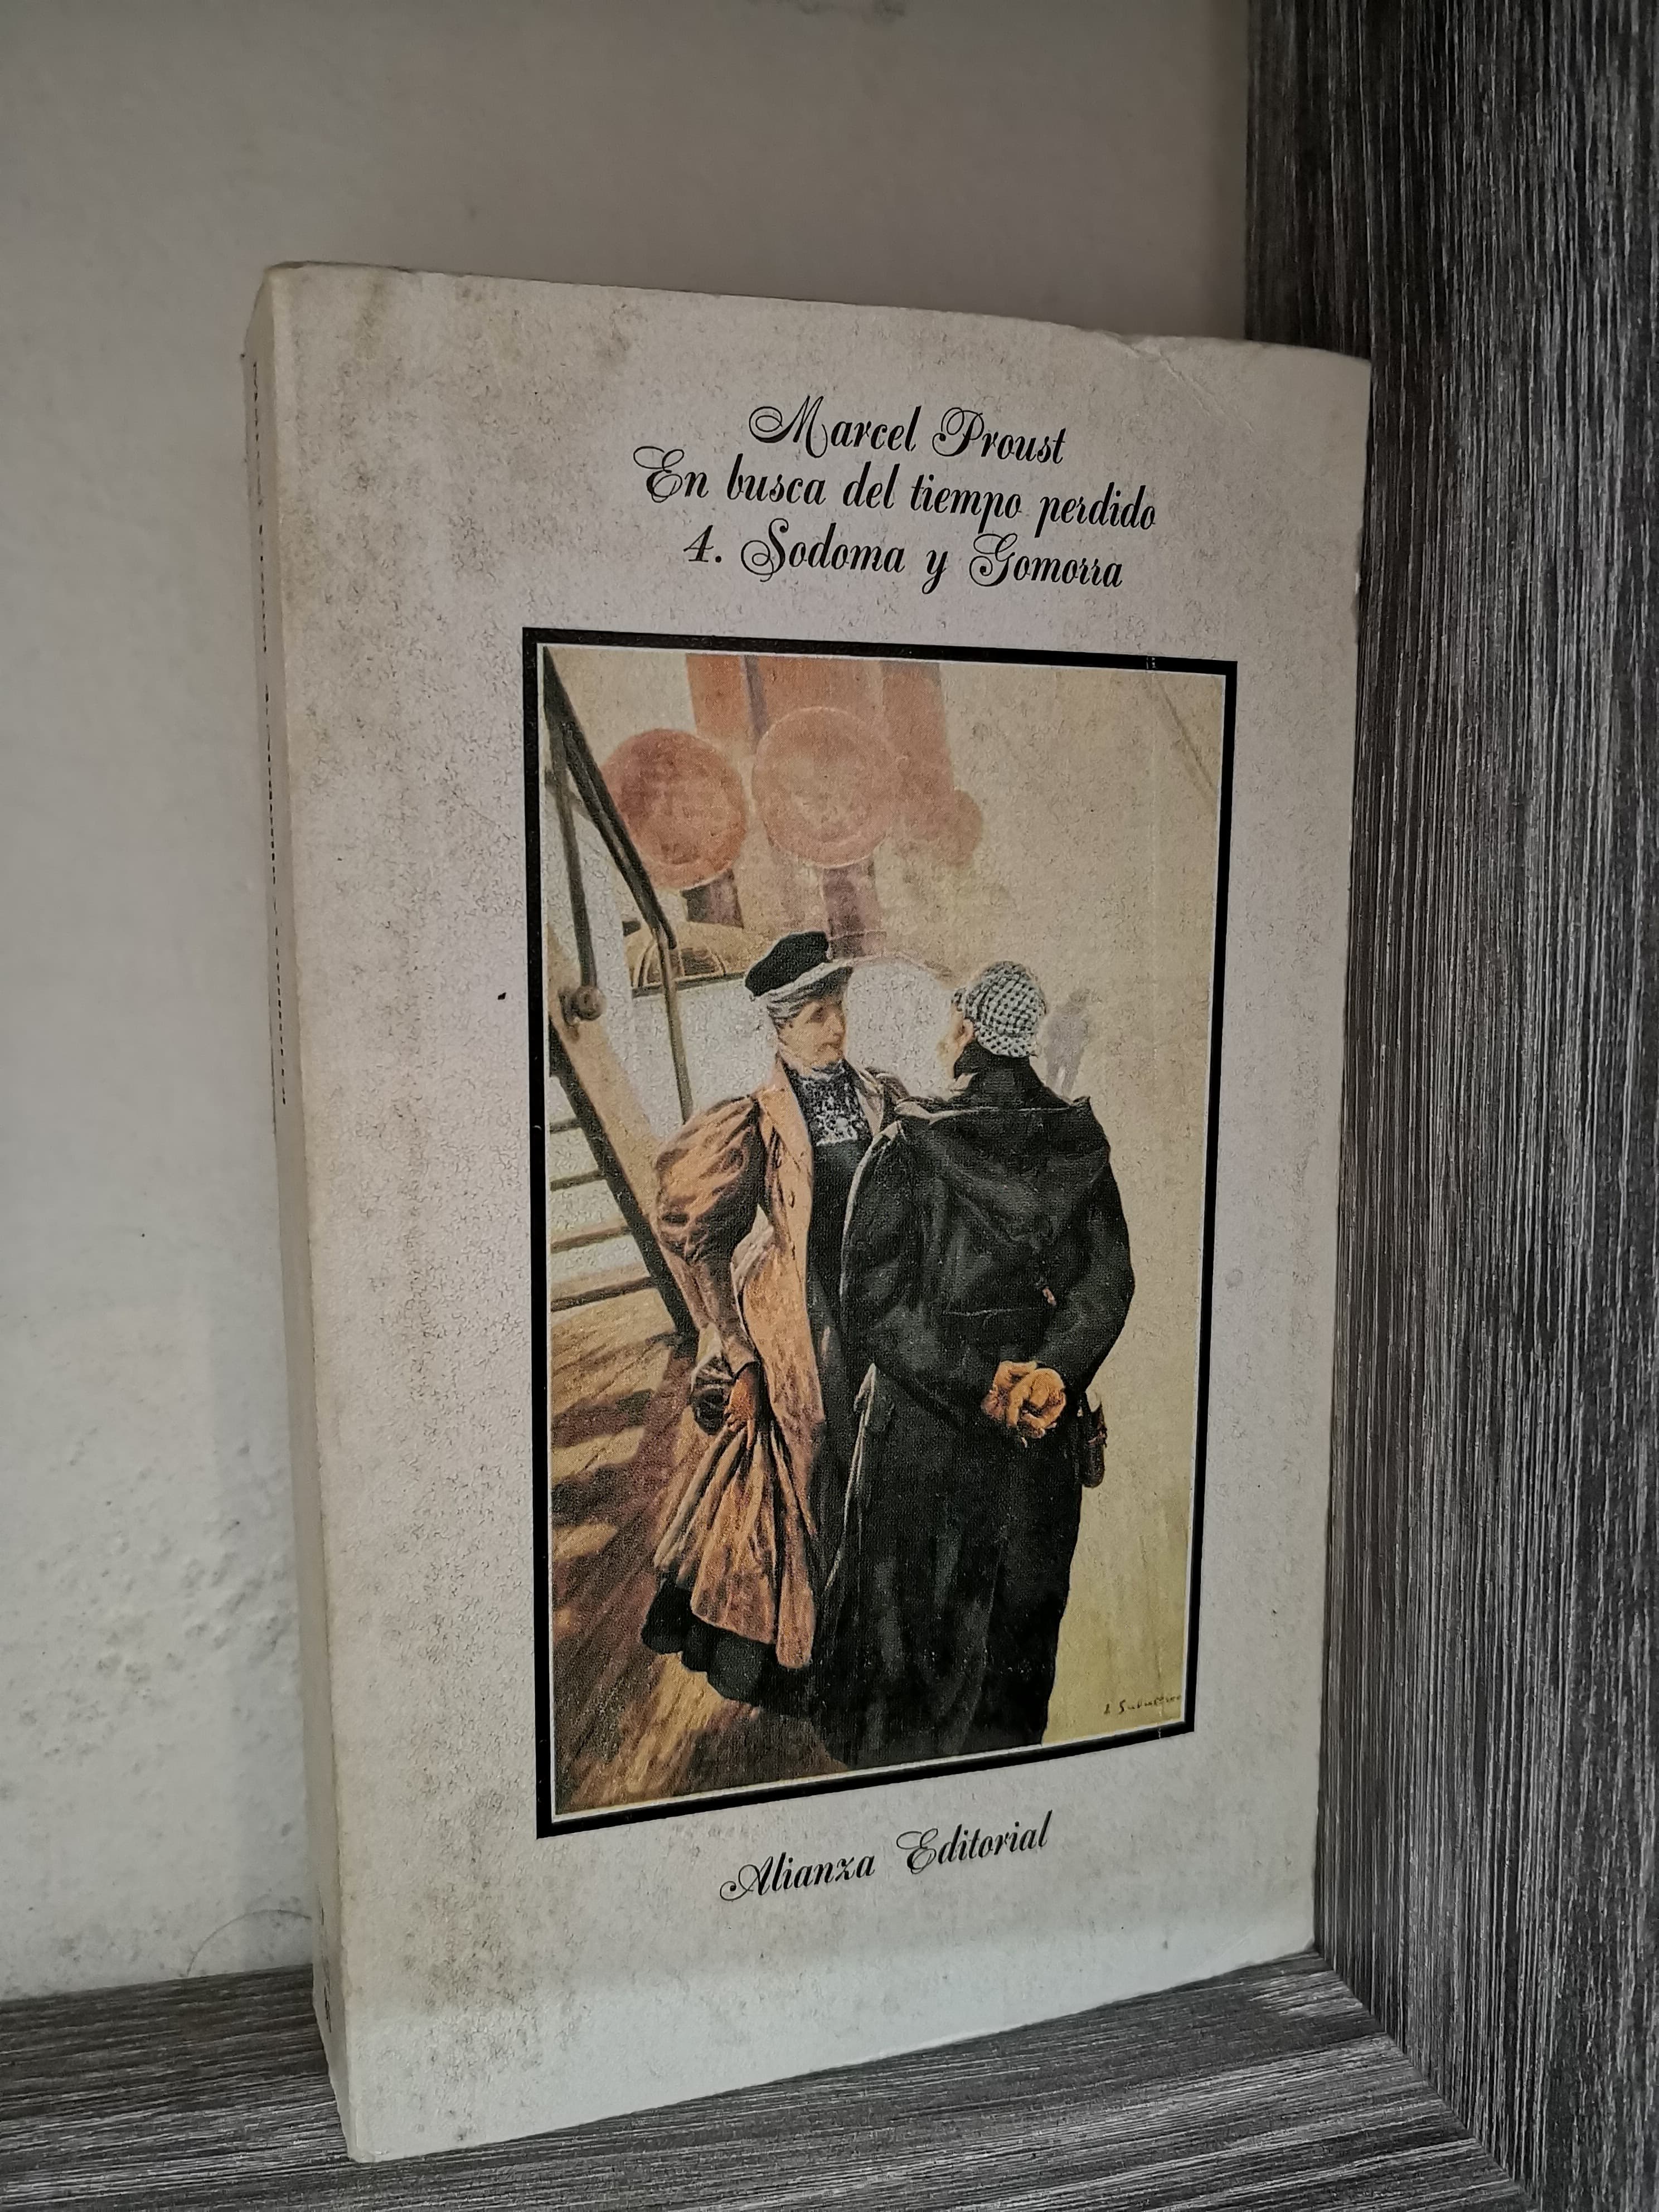 Marcel Proust
En busca del tiempo perdido
4. Sodoma y Gomorra
Alianza Editorial